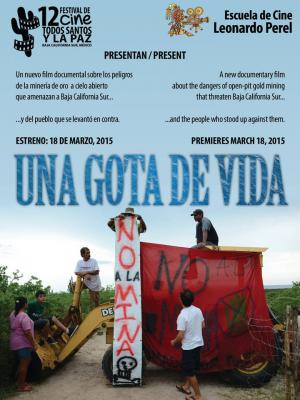 12 FESTIVAL DE
Cine
TODOS SANTOS
Y LA PAZ
BAJA CALIFORNIA SUR, MÉXICO
Escuela de Cine
Leonardo Perel
PRESENTAN / PRESENT
Un nuevo film documental sobre los peligros
de la minería de oro a cielo abierto
que amenazan a Baja California Sur...
...y del pueblo que se levantó en contra.
A new documentary film
about the dangers of open-pit gold mining
that threaten Baja California Sur...
...and the people who stood up against them.
ESTRENO: 18 DE MARZO, 2015
PREMIERES MARCH 18, 2015
UNA GOTA DE VIDA
NO
A
LA
MINA
NO A